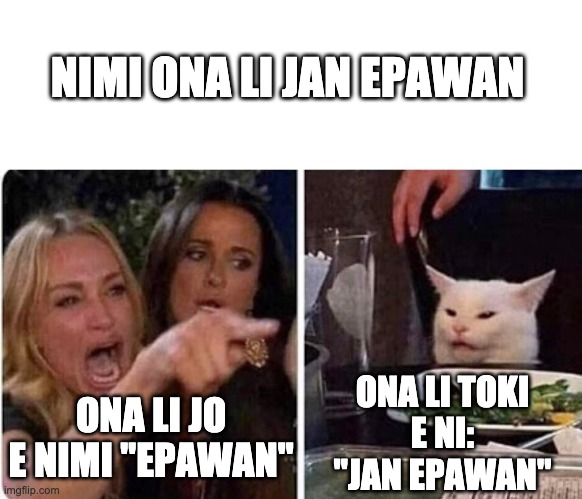 NIMI ONA LI JAN EPAWAN
ONA LI JO
E NIMI "EPAWAN"
ONA LI TOKI
E NI:
"JAN EPAWAN"
imgflip.com